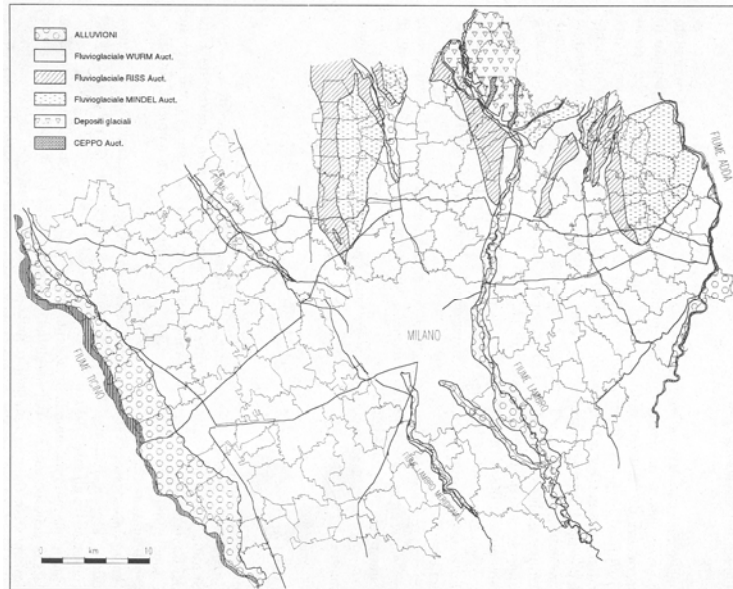 ALLUVIONI
Fluvioglaciale WURM Auct.
Fluvioglaciale RISS Auct.
Fluvioglaciale MINDEL Auct.
Depositi glaciali
CEPPO Auct.
FIUME ADDA
MILANO
FIUME TICINO
FIUME LAMBRO
0 km 10